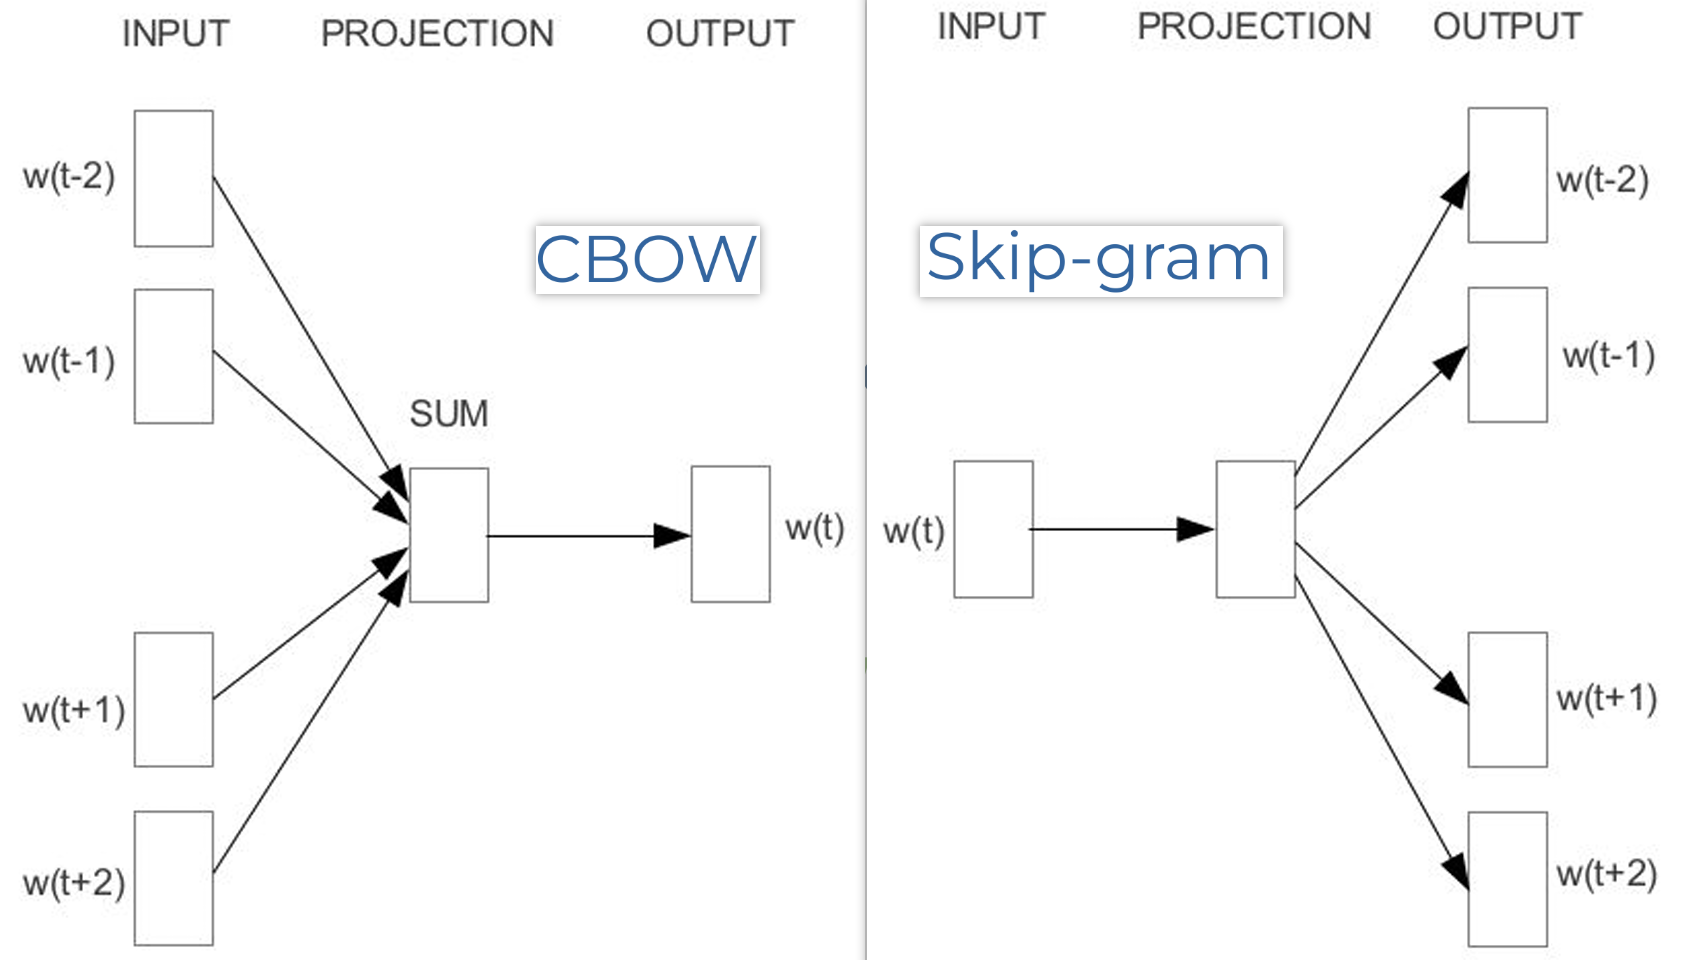 INPUT PROJECTION OUTPUT
w(t-2)
w(t-1)
w(t+1)
w(t+2)
SUM
w(t)
CBOW
INPUT PROJECTION OUTPUT
Skip-gram
w(t)
w(t-2)
w(t-1)
w(t+1)
w(t+2)